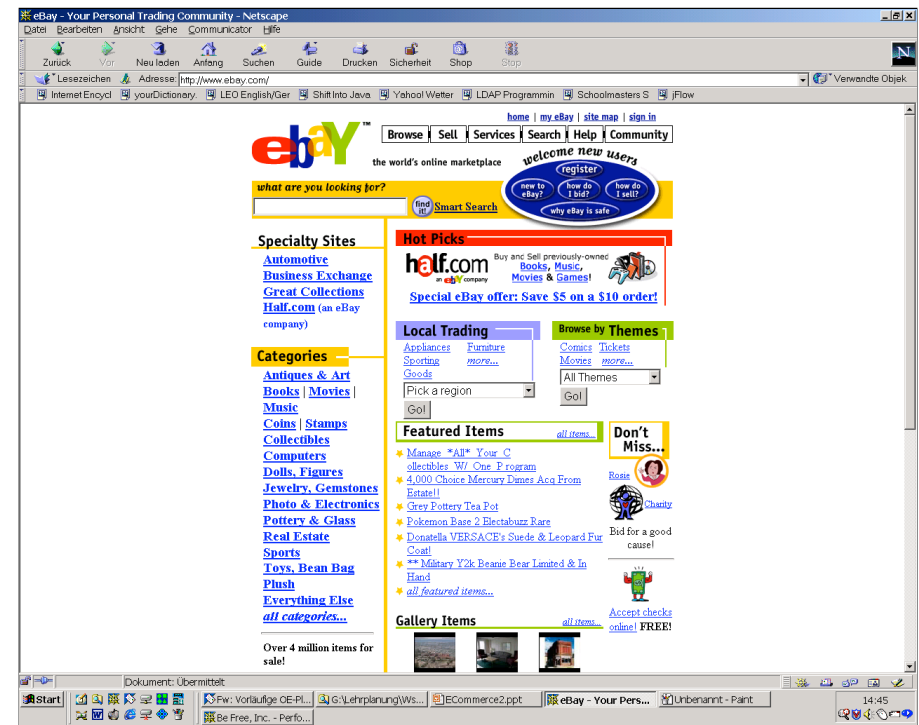 eBay - Your Personal Trading Community - Netscape
Datei Bearbeiten Ansicht Gehe Communicator Hilfe
Zurück Vor Neu laden Anfang Suchen Guide Drucken Sicherheit Shop Stop
N
Lesezeichen Adresse: http://www.ebay.com/ Verwandte Objek
Internet Encycl yourDictionary. LEO English/Ger Shift Into Java Yahoo! Wetter LDAP Programmin Schoolmasters S jFlow
home | my eBay | site map | sign in
ebaY™
Browse Sell Services Search Help Community
the world's online marketplace
welcome new users
register
new to eBay?
how do I bid?
how do I sell?
why eBay is safe
what are you looking for?
find it! Smart Search
Specialty Sites
Automotive
Business Exchange
Great Collections
Half.com (an eBay
company)
Categories
Antiques & Art
Books | Movies |
Music
Coins | Stamps
Collectibles
Computers
Dolls, Figures
Jewelry, Gemstones
Photo & Electronics
Pottery & Glass
Real Estate
Sports
Toys, Bean Bag
Plush
Everything Else
all categories...
Over 4 million items for
sale!
Hot Picks
half.com
an ebaY company
Buy and Sell previously-owned
Books, Music,
Movies & Games!
Special eBay offer: Save $5 on a $10 order!
Local Trading
Appliances Furniture
Sporting more...
Goods
Pick a region
Go!
Browse by Themes
Comics Tickets
Movies more...
All Themes
Go!
Featured Items all items...
Manage *All* Your C
ollectibles W/ One P rogram
4,000 Choice Mercury Dimes Acq From
Estate!!
Grey Pottery Tea Pot
Pokemon Base 2 Electabuzz Rare
Donatella VERSACE's Suede & Leopard Fur
Coat!
** Military Y2k Beanie Bear Limited & In
Hand
all featured items...
Gallery Items all items...
Don't
Miss...
Rosie
Charity
Bid for a good
cause!
Accept checks
online! FREE!
Dokument: Übermittelt
Start Fw: Vorläufige OE-Pl... G:\Lehrplanung\Ws... ECommerce2.ppt eBay - Your Pers... Unbenannt - Paint 14:45
Be Free, Inc. - Perfo...